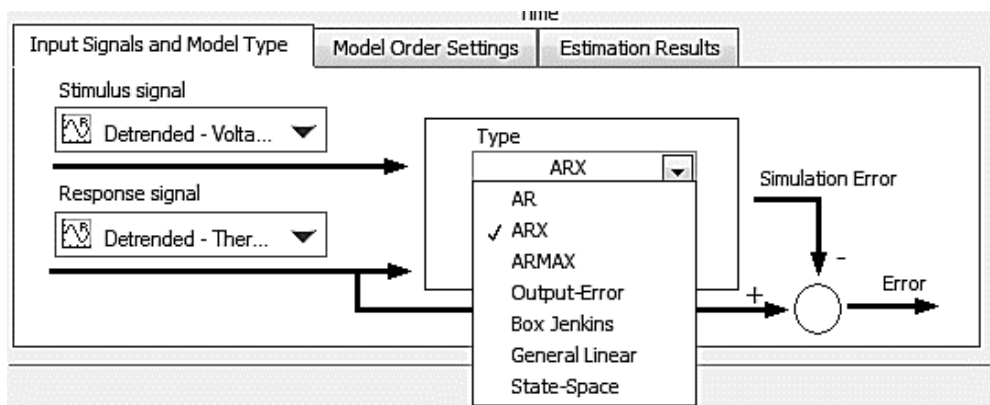 Time
Input Signals and Model Type
Model Order Settings
Estimation Results
Stimulus signal
Detrended - Volta...
Response signal
Detrended - Ther...
Type
ARX
AR
✓ ARX
ARMAX
Output-Error
Box Jenkins
General Linear
State-Space
Simulation Error
-
+
Error